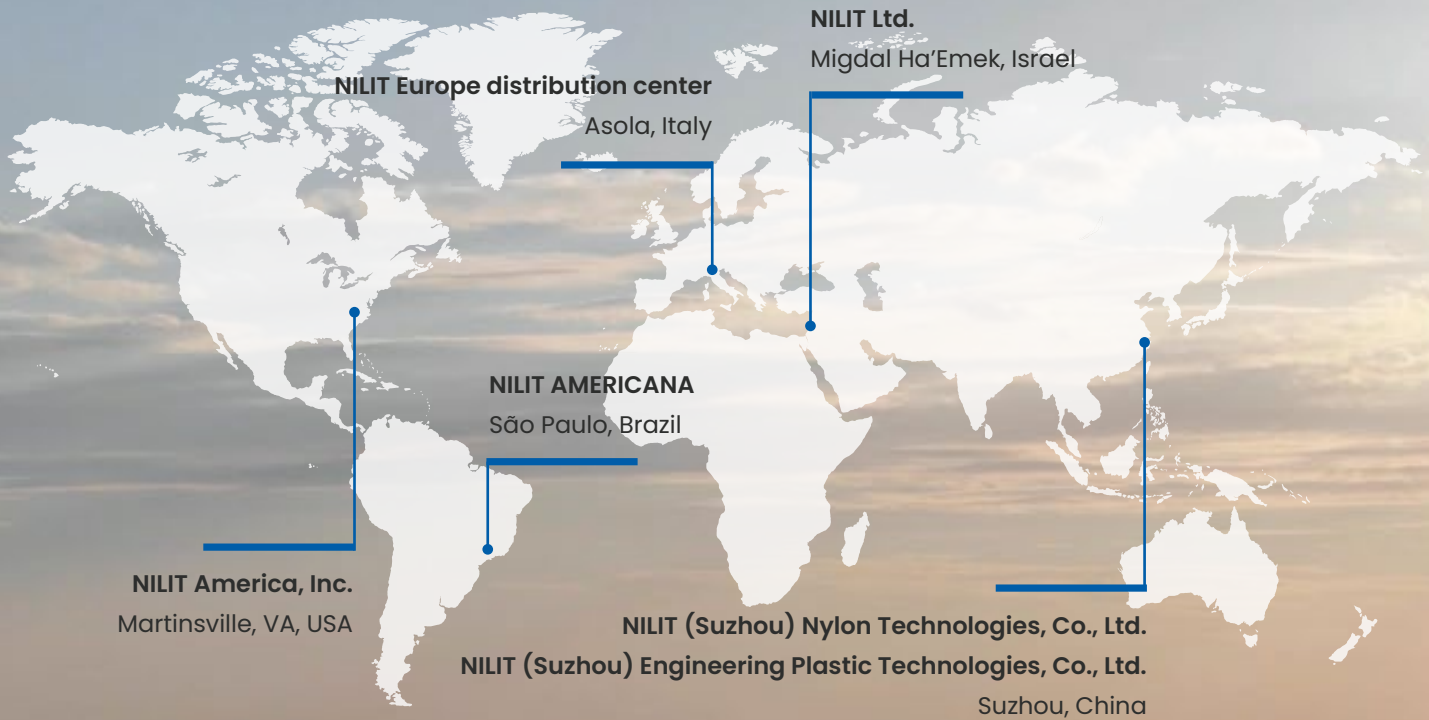 NILIT Ltd.
Migdal Ha’Emek, Israel
NILIT Europe distribution center
Asola, Italy
NILIT AMERICANA
São Paulo, Brazil
NILIT America, Inc.
Martinsville, VA, USA
NILIT (Suzhou) Nylon Technologies, Co., Ltd.
NILIT (Suzhou) Engineering Plastic Technologies, Co., Ltd.
Suzhou, China